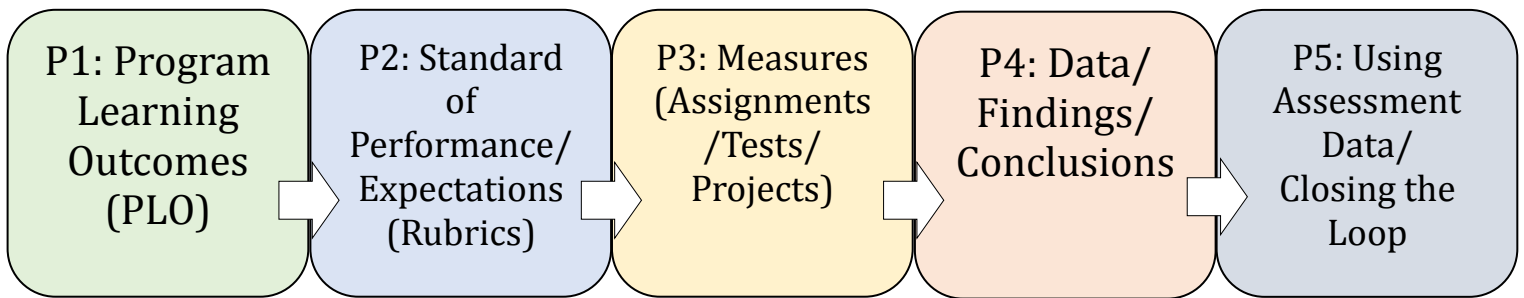 P1: Program
Learning
Outcomes
(PLO)
P2: Standard
of
Performance/
Expectations
(Rubrics)
P3: Measures
(Assignments
/Tests/
Projects)
P4: Data/
Findings/
Conclusions
P5: Using
Assessment
Data/
Closing the
Loop